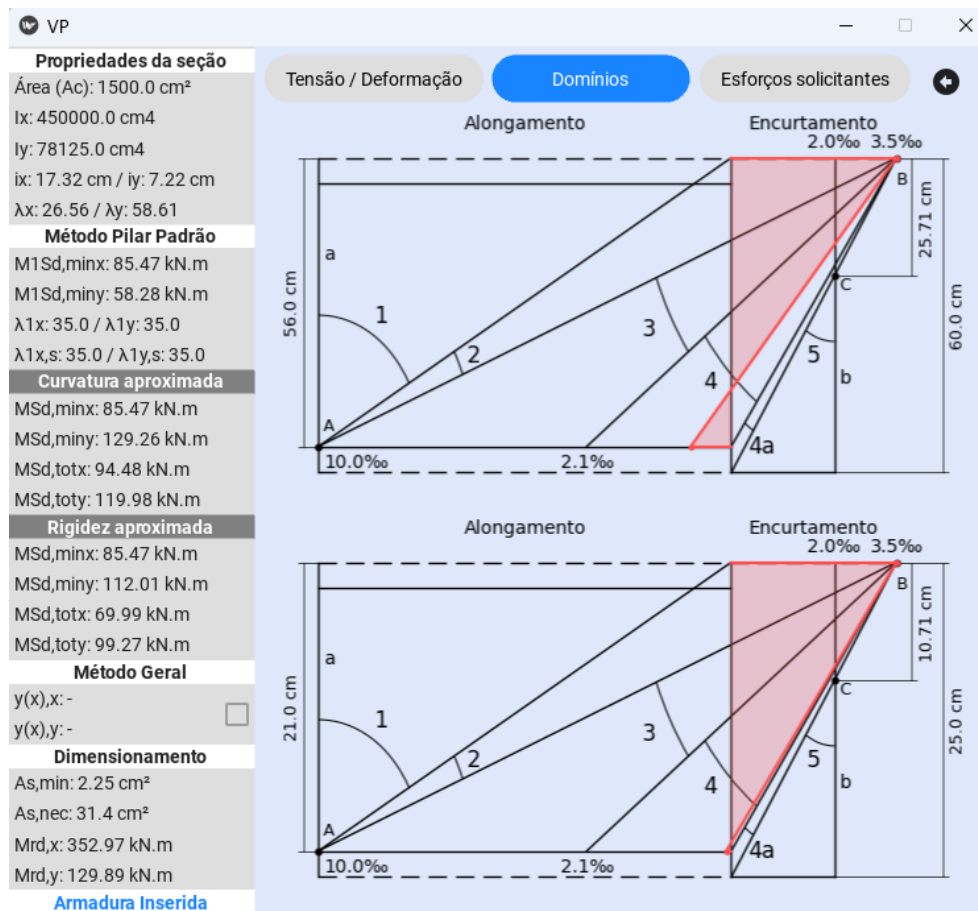 VP
Propriedades da seção
Área (Ac): 1500.0 cm²
Ix: 450000.0 cm4
Iy: 78125.0 cm4
ix: 17.32 cm / iy: 7.22 cm
λx: 26.56 / λy: 58.61
Método Pilar Padrão
M1Sd,minx: 85.47 kN.m
M1Sd,miny: 58.28 kN.m
λ1x: 35.0 / λ1y: 35.0
λ1x,s: 35.0 / λ1y,s: 35.0
Curvatura aproximada
MSd,minx: 85.47 kN.m
MSd,miny: 129.26 kN.m
MSd,totx: 94.48 kN.m
MSd,toty: 119.98 kN.m
Rigidez aproximada
MSd,minx: 85.47 kN.m
MSd,miny: 112.01 kN.m
MSd,totx: 69.99 kN.m
MSd,toty: 99.27 kN.m
Método Geral
y(x),x: -
y(x),y: -
Dimensionamento
As,min: 2.25 cm²
As,nec: 31.4 cm²
Mrd,x: 352.97 kN.m
Mrd,y: 129.89 kN.m
Armadura Inserida
Tensão / Deformação
Domínios
Esforços solicitantes
Alongamento
Encurtamento
2.0‰ 3.5‰
B
25.71 cm
a
C
56.0 cm
1
60.0 cm
3
2
5
4
b
A
4a
10.0‰
2.1‰
Alongamento
Encurtamento
2.0‰ 3.5‰
B
10.71 cm
a
C
21.0 cm
1
25.0 cm
3
2
5
4
b
A
4a
10.0‰
2.1‰